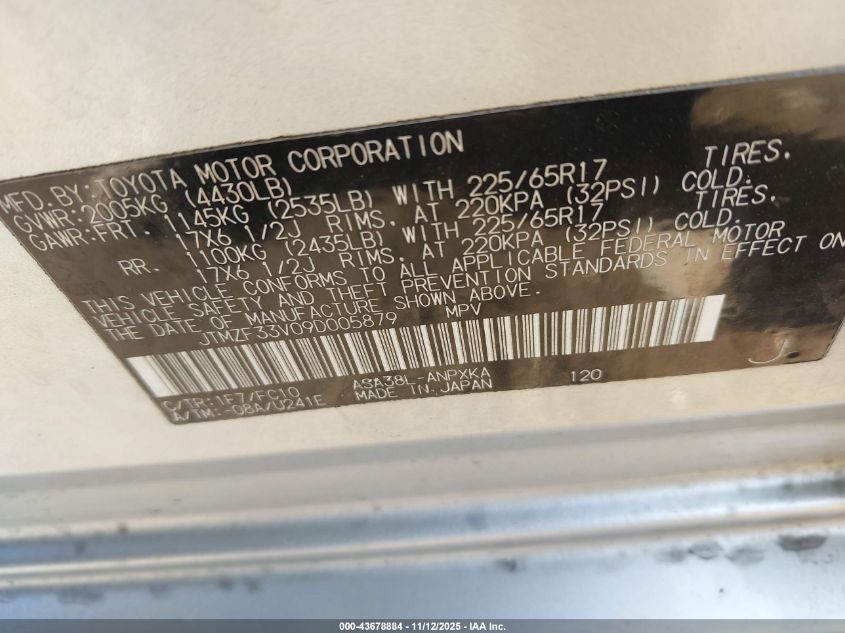 MFD.BY:TOYOTA MOTOR CORPORATION
GVWR:2005KG (4430LB)
GAWR:FRT. 1145KG (2535LB) WITH 225/65R17 TIRES.
17X6 1/2J RIMS, AT 220KPA (32PSI) COLD.
RR. 1100KG (2435LB) WITH 225/65R17 TIRES.
17X6 1/2J RIMS, AT 220KPA (32PSI) COLD.
THIS VEHICLE CONFORMS TO ALL APPLICABLE FEDERAL MOTOR
VEHICLE SAFETY AND THEFT PREVENTION STANDARDS IN EFFECT ON
THE DATE OF MANUFACTURE SHOWN ABOVE.
JTMZF33V09D005879 MPV
C/TR:1F7/FC10 ASA38L-ANPXKA 120
A/TM:-08A/U241E MADE IN JAPAN
J
000-43678884 - 11/12/2025 - IAA Inc.